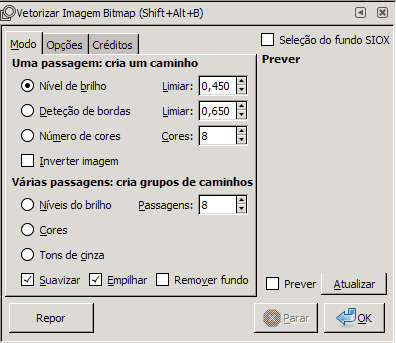 Vetorizar Imagem Bitmap (Shift+Alt+B)
Modo Opções Créditos
Seleção do fundo SIOX
Uma passagem: cria um caminho
Prever
Nível de brilho Limiar: 0,450
Deteção de bordas Limiar: 0,650
Número de cores Cores: 8
Inverter imagem
Várias passagens: cria grupos de caminhos
Níveis do brilho Passagens: 8
Cores
Tons de cinza
Suavizar Empilhar Remover fundo
Prever Atualizar
Repor Parar OK